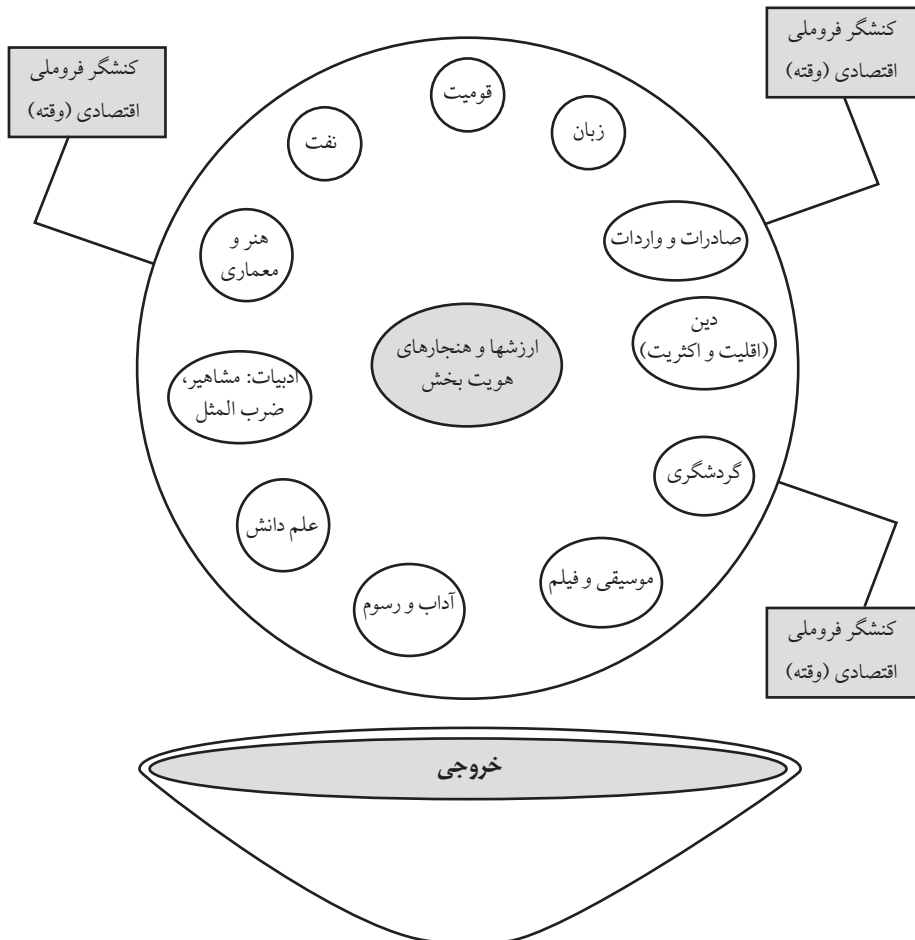 کنشگر فروملی
اقتصادی (وقته)
کنشگر فروملی
اقتصادی (وقته)
قومیت
زبان
نفت
صادرات و واردات
هنر و
معماری
دین
(اقلیت و اکثریت)
ارزشها و هنجارهای
هویت بخش
ادبیات: مشاهیر،
ضرب المثل
گردشگری
علم دانش
موسیقی و فیلم
آداب و رسوم
کنشگر فروملی
اقتصادی (وقته)
خروجی